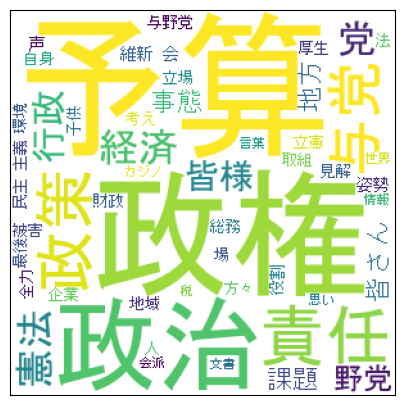 与野党
声
維新
会
厚生
法
自身
立場
党
予算
地方
与党
事態
子供
考え
行政
経済
言葉
立憲
世界
取組
民主
主義
環境
皆様
見解
姿勢
カジノ
政策
財政
政権
情報
最後
落
害
総務
場
皆さん
全力
企業
地域
税
方々
役割
思い
憲法
政治
人
会派
文書
責任
課題
野党